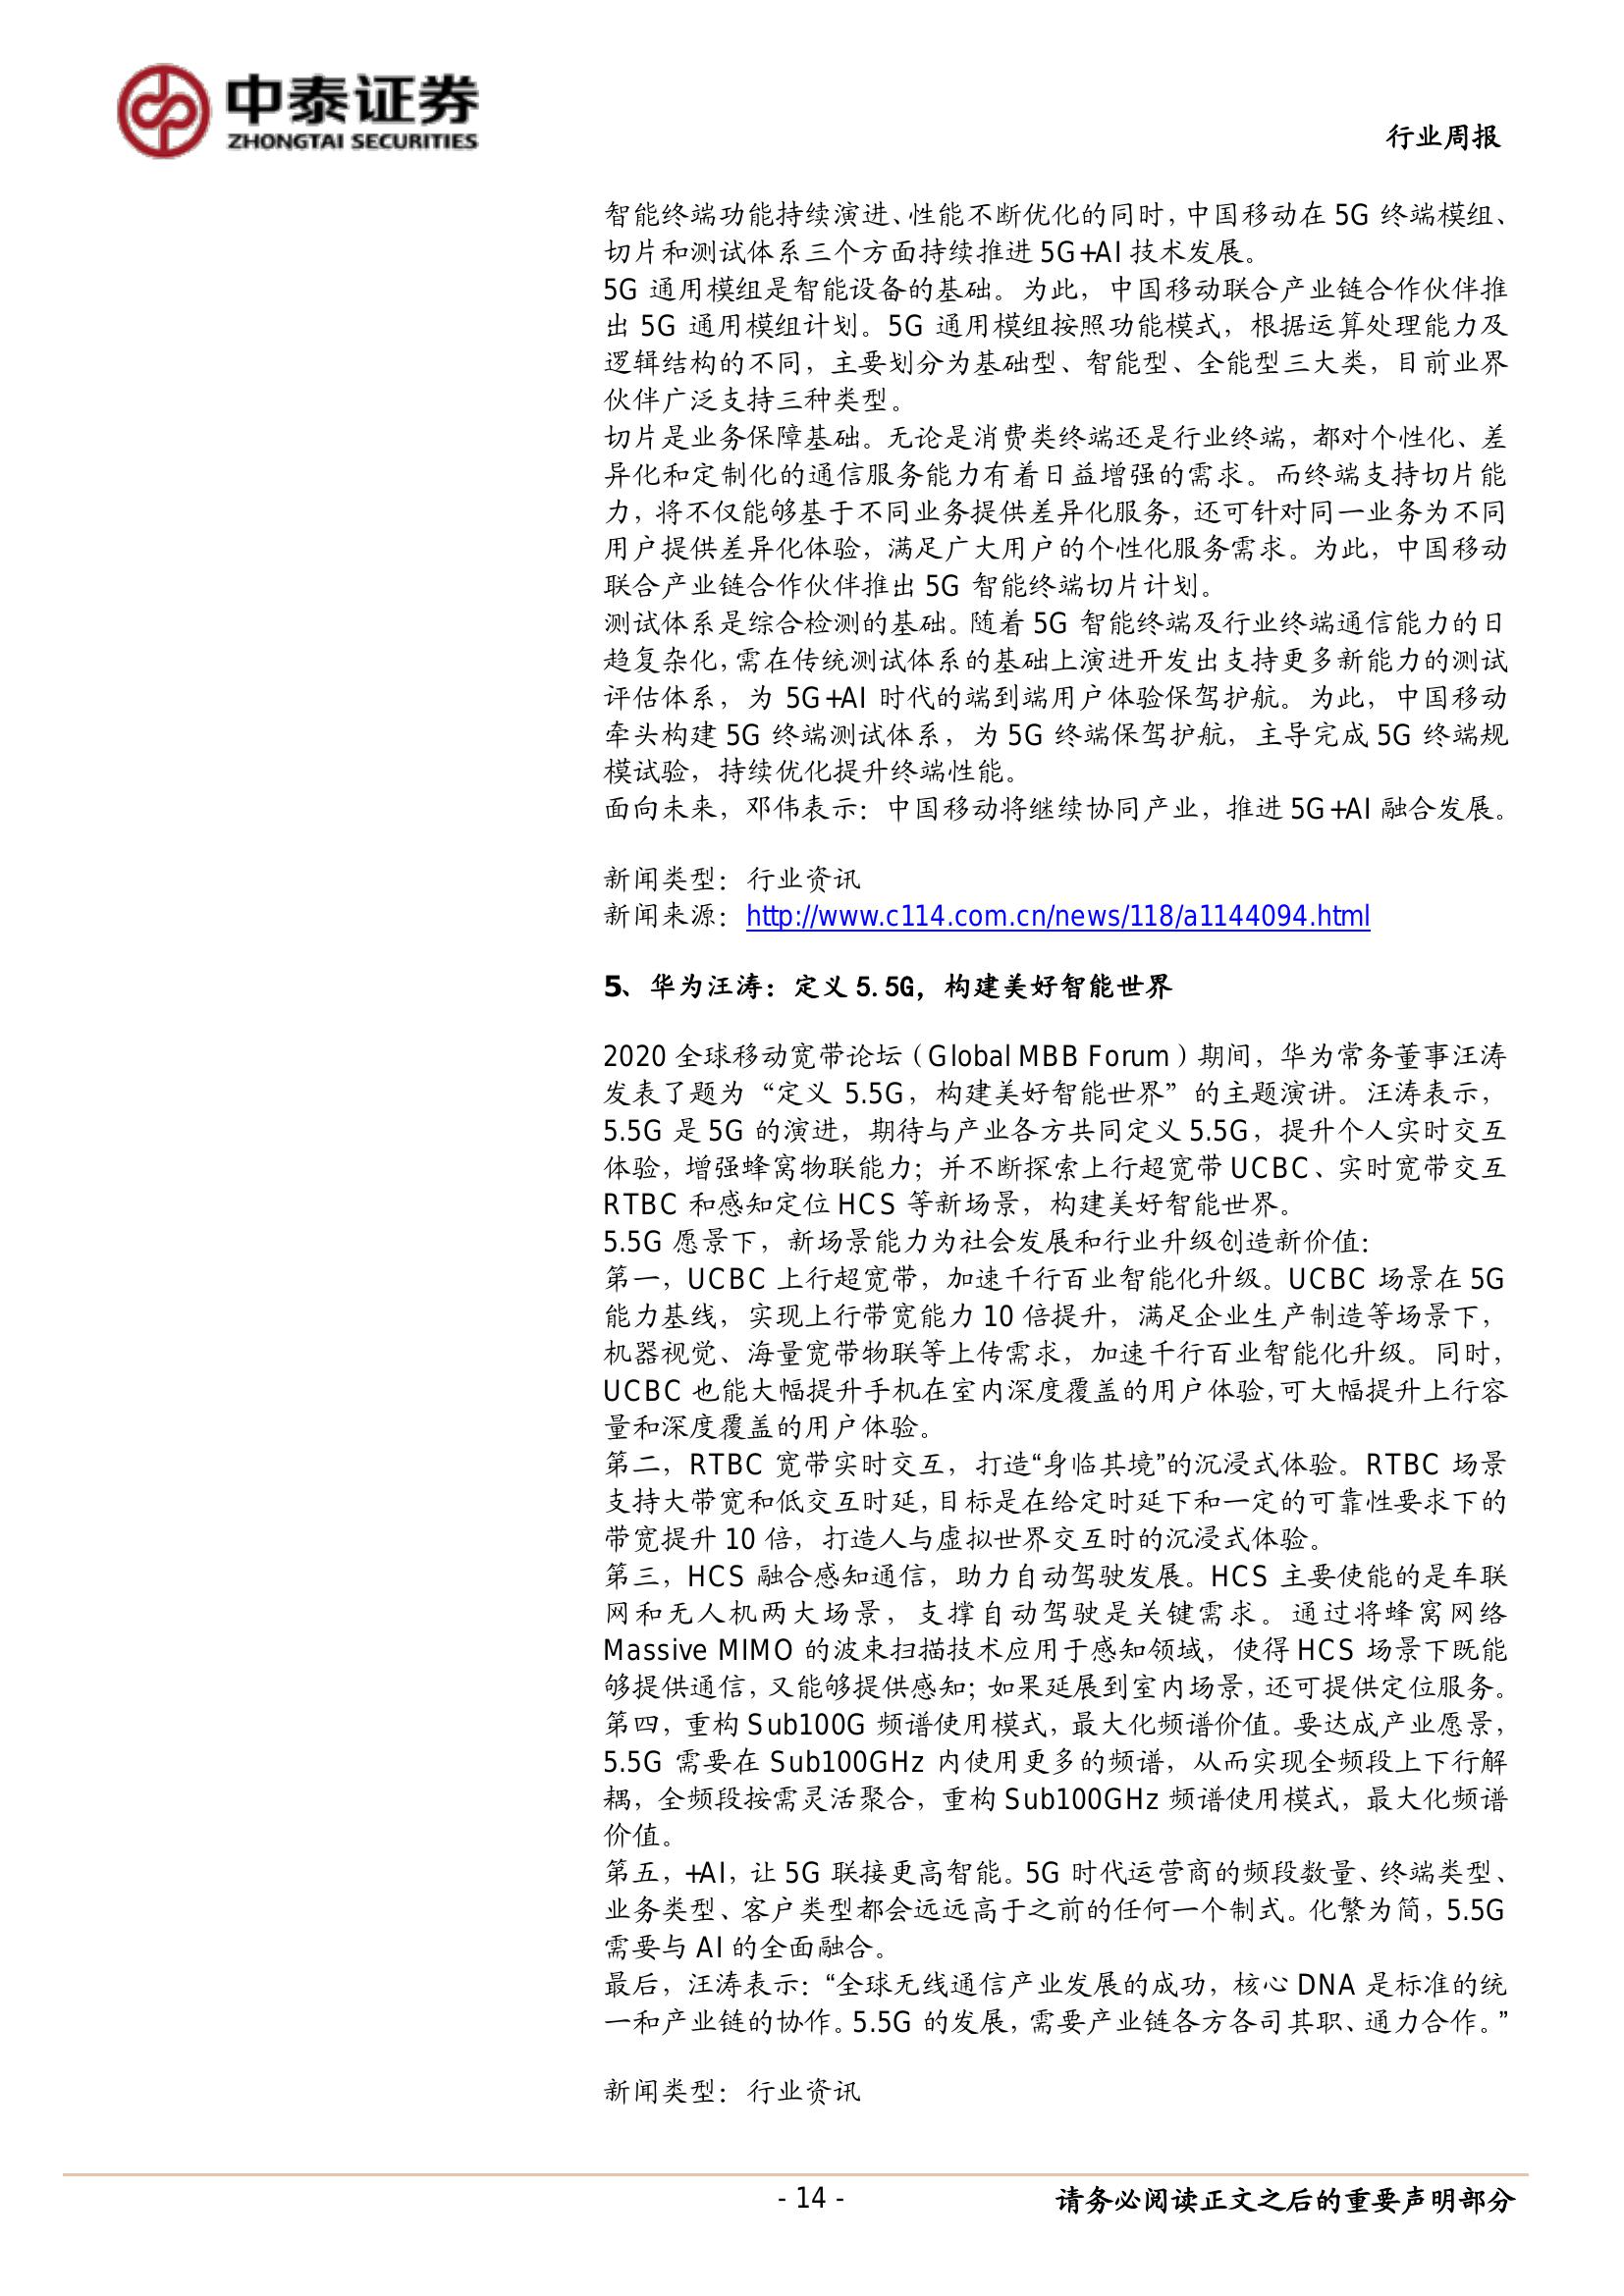 中泰证券
ZHONGTAI SECURITIES
行业周报
智能终端功能持续演进、性能不断优化的同时，中国移动在 5G 终端模组、
切片和测试体系三个方面持续推进 5G+AI 技术发展。
5G 通用模组是智能设备的基础。为此，中国移动联合产业链合作伙伴推
出 5G 通用模组计划。5G 通用模组按照功能模式，根据运算处理能力及
逻辑结构的不同，主要划分为基础型、智能型、全能型三大类，目前业界
伙伴广泛支持三种类型。
切片是业务保障基础。无论是消费类终端还是行业终端，都对个性化、差
异化和定制化的通信服务能力有着日益增强的需求。而终端支持切片能
力，将不仅能够基于不同业务提供差异化服务，还可针对同一业务为不同
用户提供差异化体验，满足广大用户的个性化服务需求。为此，中国移动
联合产业链合作伙伴推出 5G 智能终端切片计划。
测试体系是综合检测的基础。随着 5G 智能终端及行业终端通信能力的日
趋复杂化，需在传统测试体系的基础上演进开发出支持更多新能力的测试
评估体系，为 5G+AI 时代的端到端用户体验保驾护航。为此，中国移动
牵头构建 5G 终端测试体系，为 5G 终端保驾护航，主导完成 5G 终端规
模试验，持续优化提升终端性能。
面向未来，邓伟表示：中国移动将继续协同产业，推进 5G+AI 融合发展。
新闻类型：行业资讯
新闻来源：http://www.c114.com.cn/news/118/a1144094.html
5、华为汪涛：定义 5.5G，构建美好智能世界
2020 全球移动宽带论坛（Global MBB Forum）期间，华为常务董事汪涛
发表了题为“定义 5.5G，构建美好智能世界”的主题演讲。汪涛表示，
5.5G 是 5G 的演进，期待与产业各方共同定义 5.5G，提升个人实时交互
体验，增强蜂窝物联能力；并不断探索上行超宽带 UCBC、实时宽带交互
RTBC 和感知定位 HCS 等新场景，构建美好智能世界。
5.5G 愿景下，新场景能力为社会发展和行业升级创造新价值：
第一，UCBC 上行超宽带，加速千行百业智能化升级。UCBC 场景在 5G
能力基线，实现上行带宽能力 10 倍提升，满足企业生产制造等场景下，
机器视觉、海量宽带物联等上传需求，加速千行百业智能化升级。同时，
UCBC 也能大幅提升手机在室内深度覆盖的用户体验，可大幅提升上行容
量和深度覆盖的用户体验。
第二，RTBC 宽带实时交互，打造“身临其境”的沉浸式体验。RTBC 场景
支持大带宽和低交互时延，目标是在给定时延下和一定的可靠性要求下的
带宽提升 10 倍，打造人与虚拟世界交互时的沉浸式体验。
第三，HCS 融合感知通信，助力自动驾驶发展。HCS 主要使能的是车联
网和无人机两大场景，支撑自动驾驶是关键需求。通过将蜂窝网络
Massive MIMO 的波束扫描技术应用于感知领域，使得 HCS 场景下既能
够提供通信，又能够提供感知；如果延展到室内场景，还可提供定位服务。
第四，重构 Sub100G 频谱使用模式，最大化频谱价值。要达成产业愿景，
5.5G 需要在 Sub100GHz 内使用更多的频谱，从而实现全频段上下行解
耦，全频段按需灵活聚合，重构 Sub100GHz 频谱使用模式，最大化频谱
价值。
第五，+AI，让 5G 联接更高智能。5G 时代运营商的频段数量、终端类型、
业务类型、客户类型都会远远高于之前的任何一个制式。化繁为简，5.5G
需要与 AI 的全面融合。
最后，汪涛表示：“全球无线通信产业发展的成功，核心 DNA 是标准的统
一和产业链的协作。5.5G 的发展，需要产业链各方各司其职、通力合作。”
新闻类型：行业资讯
- 14 -
请务必阅读正文之后的重要声明部分